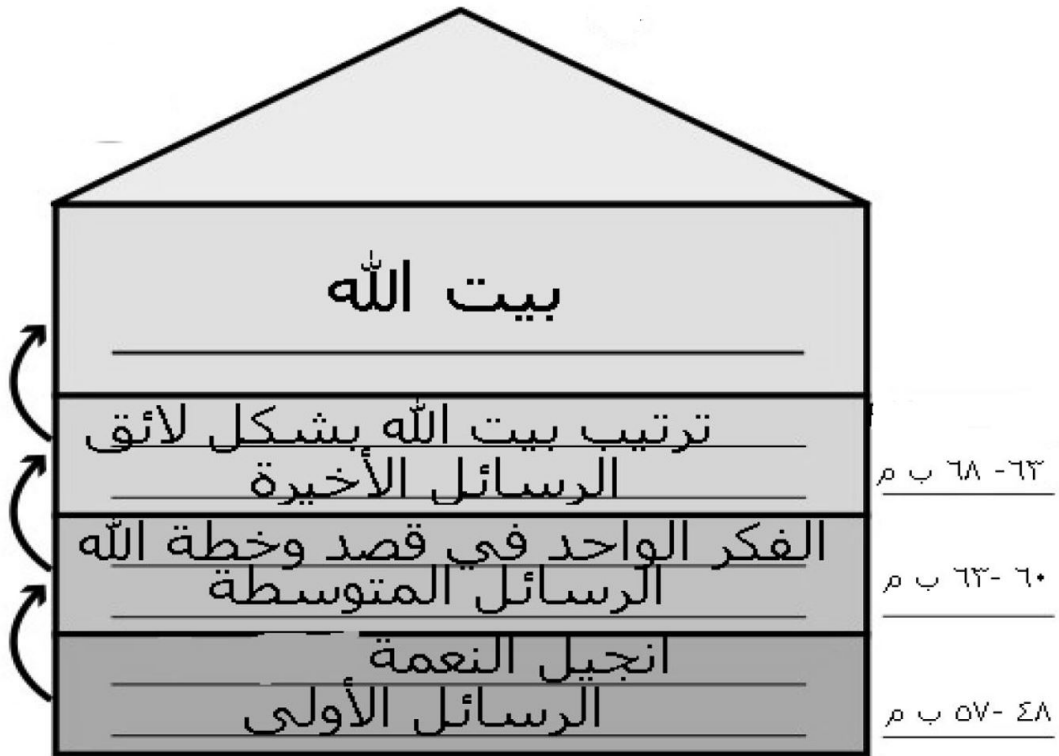 بيت الله
ترتيب بيت الله بشكل لائق
الرسائل الأخيرة
٦٣- ٦٨ ب م
الفكر الواحد في قصد وخطة الله
الرسائل المتوسطة
٦٠ -٦٣ ب م
انجيل النعمة
الرسائل الأولى
٤٨ -٥٧ ب م